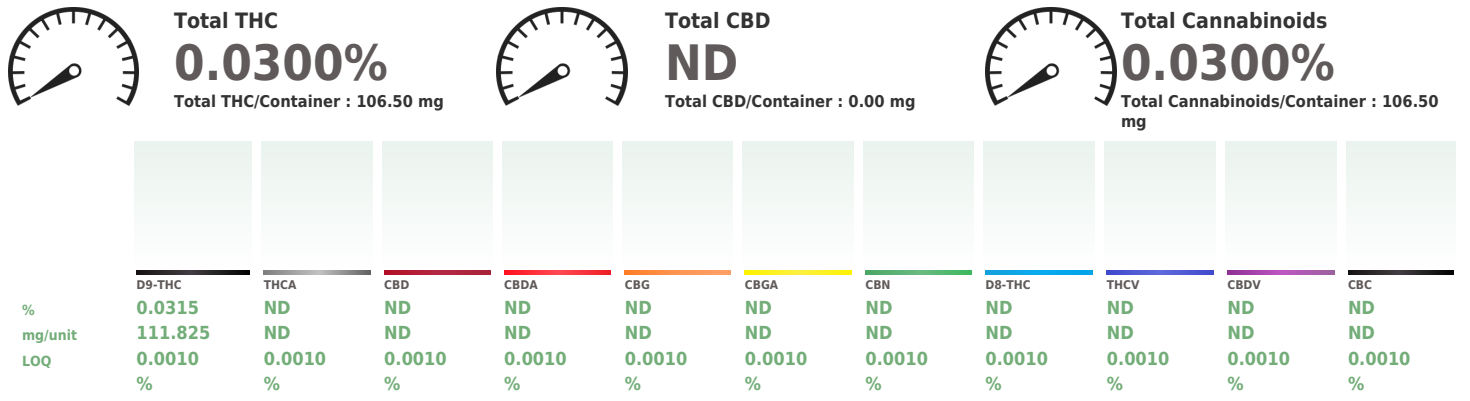 Total THC
0.0300%
Total THC/Container : 106.50 mg
Total CBD
ND
Total CBD/Container : 0.00 mg
Total Cannabinoids
0.0300%
Total Cannabinoids/Container : 106.50
mg
D9-THC THCA CBD CBDA CBG CBGA CBN D8-THC THCV CBDV CBC
% 0.0315 ND ND ND ND ND ND ND ND ND ND
mg/unit 111.825 ND ND ND ND ND ND ND ND ND ND
LOQ 0.0010 0.0010 0.0010 0.0010 0.0010 0.0010 0.0010 0.0010 0.0010 0.0010 0.0010
% % % % % % % % % % %